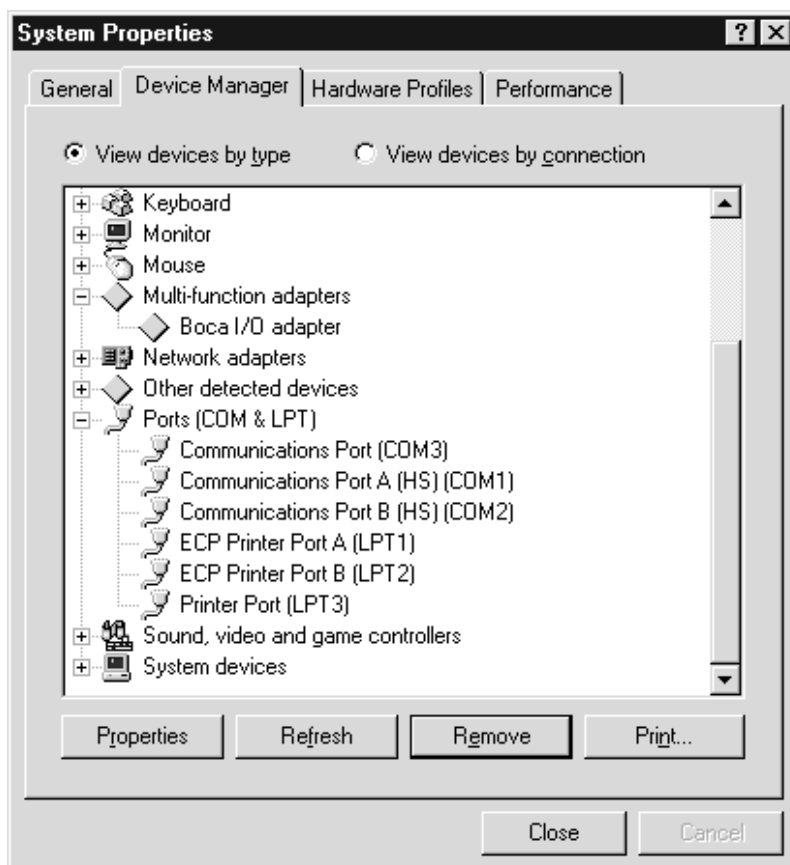 System Properties
General Device Manager Hardware Profiles Performance
View devices by type View devices by connection
Keyboard
Monitor
Mouse
Multi-function adapters
Boca I/O adapter
Network adapters
Other detected devices
Ports (COM & LPT)
Communications Port (COM3)
Communications Port A (HS) (COM1)
Communications Port B (HS) (COM2)
ECP Printer Port A (LPT1)
ECP Printer Port B (LPT2)
Printer Port (LPT3)
Sound, video and game controllers
System devices
Properties Refresh Remove Print...
Close Cancel